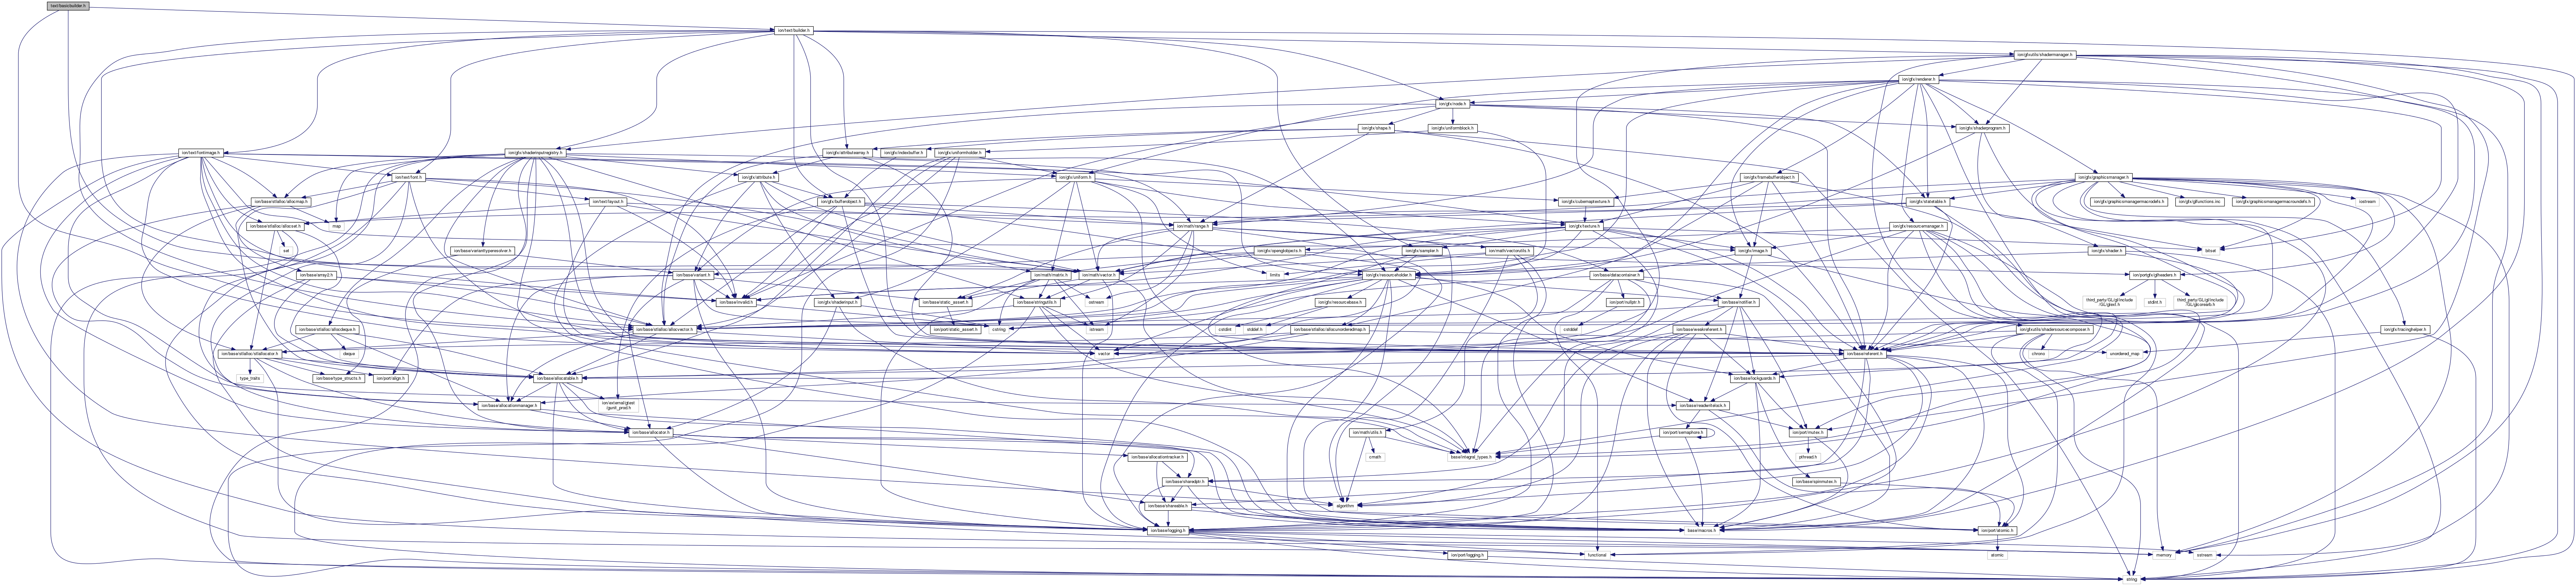 ion/text/basicbuilder.h
ion/text/builder.h
ion/gfxutils/shadermanager.h
ion/gfx/renderer.h
ion/gfx/node.h
ion/gfx/shape.h
ion/gfx/uniformblock.h
ion/gfx/shaderprogram.h
ion/text/fontimage.h
ion/gfx/shaderinputregistry.h
ion/gfx/attributearray.h
ion/gfx/indexbuffer.h
ion/gfx/uniformholder.h
ion/text/font.h
ion/gfx/attribute.h
ion/gfx/uniform.h
ion/gfx/framebufferobject.h
ion/gfx/graphicsmanager.h
ion/base/stlalloc/allocmap.h
ion/text/layout.h
ion/gfx/bufferobject.h
ion/gfx/cubemaptexture.h
ion/gfx/statetable.h
ion/gfx/graphicsmanagermacrodefs.h
ion/gfx/glfunctions.inc
ion/gfx/graphicsmanagermacroundefs.h
iostream
ion/base/stlalloc/allocset.h
map
ion/math/range.h
ion/gfx/texture.h
ion/gfx/resourcemanager.h
set
ion/base/varianttyperesolver.h
ion/gfx/openglobjects.h
ion/gfx/sampler.h
ion/math/vectorutils.h
ion/gfx/image.h
ion/gfx/shader.h
bitset
ion/base/array2.h
ion/base/variant.h
ion/math/matrix.h
ion/math/vector.h
limits
ion/gfx/resourceholder.h
ion/base/datacontainer.h
ion/portgfx/glheaders.h
ion/base/invalid.h
ion/gfx/shaderinput.h
ion/base/static_assert.h
ion/base/stringutils.h
ostream
ion/gfx/resourcebase.h
ion/port/nullptr.h
ion/base/notifier.h
third_party/GL/gl/include
/GL/glext.h
stdint.h
third_party/GL/gl/include
/GL/glcorearb.h
ion/base/stlalloc/allocdeque.h
ion/base/stlalloc/allocvector.h
ion/port/static_assert.h
cstring
istream
cstdint
stddef.h
ion/base/stlalloc/allocunorderedmap.h
cstddef
ion/base/weakreferent.h
ion/gfxutils/shadersourcecomposer.h
ion/gfx/tracinghelper.h
ion/base/stlalloc/stlallocator.h
deque
vector
ion/base/referent.h
chrono
unordered_map
type_traits
ion/base/type_structs.h
ion/port/align.h
ion/base/allocatable.h
ion/base/lockguards.h
ion/base/allocationmanager.h
ion/external/gtest
/gunit_prod.h
ion/base/readwritelock.h
ion/base/allocator.h
ion/math/utils.h
ion/port/semaphore.h
ion/port/mutex.h
ion/base/allocationtracker.h
cmath
base/integral_types.h
pthread.h
ion/base/sharedptr.h
ion/base/spinmutex.h
ion/base/shareable.h
algorithm
ion/base/logging.h
base/macros.h
ion/port/atomic.h
ion/port/logging.h
functional
atomic
memory
sstream
string